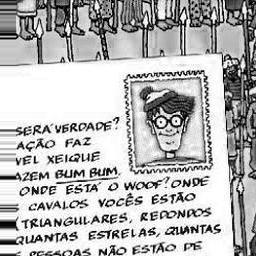 SERÁ VERDADE?
AÇÃO FAZ
VEL XEIQUE
AZEM BUM BUM.
ONDE ESTÁ O WOOF? ONDE
CAVALOS VOCÊS ESTÃO
(TRIANGULARES, REDONDOS
QUANTAS ESTRELAS, QUANTAS
PESSOAS NÃO ESTÃO DE